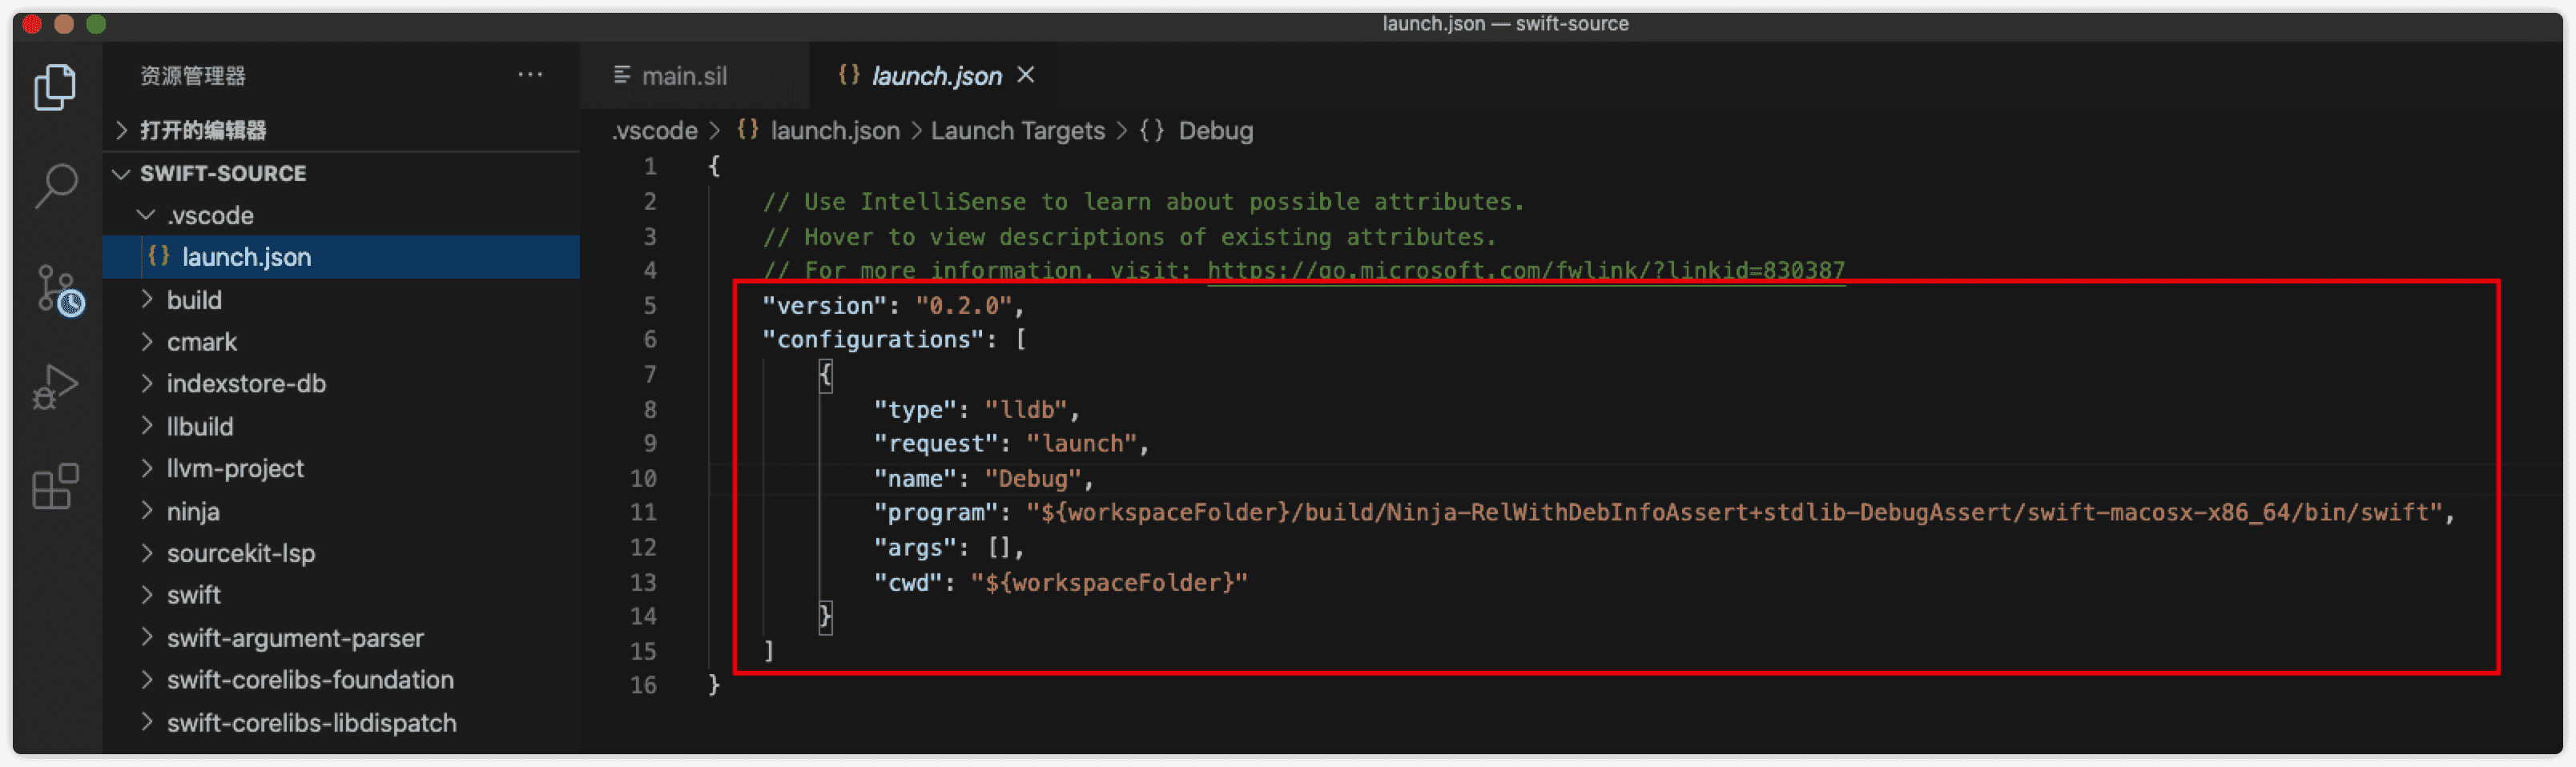 launch.json — swift-source
资源管理器
打开的编辑器
SWIFT-SOURCE
.vscode
launch.json
build
cmark
indexstore-db
llbuild
llvm-project
ninja
sourcekit-lsp
swift
swift-argument-parser
swift-corelibs-foundation
swift-corelibs-libdispatch
main.sil
{} launch.json
.vscode > {} launch.json > Launch Targets > {} Debug
1 {
2 // Use IntelliSense to learn about possible attributes.
3 // Hover to view descriptions of existing attributes.
4 // For more information, visit: https://go.microsoft.com/fwlink/?linkid=830387
5 "version": "0.2.0",
6 "configurations": [
7 {
8 "type": "lldb",
9 "request": "launch",
10 "name": "Debug",
11 "program": "${workspaceFolder}/build/Ninja-RelWithDebInfoAssert+stdlib-DebugAssert/swift-macosx-x86_64/bin/swift",
12 "args": [],
13 "cwd": "${workspaceFolder}"
14 }
15 ]
16 }